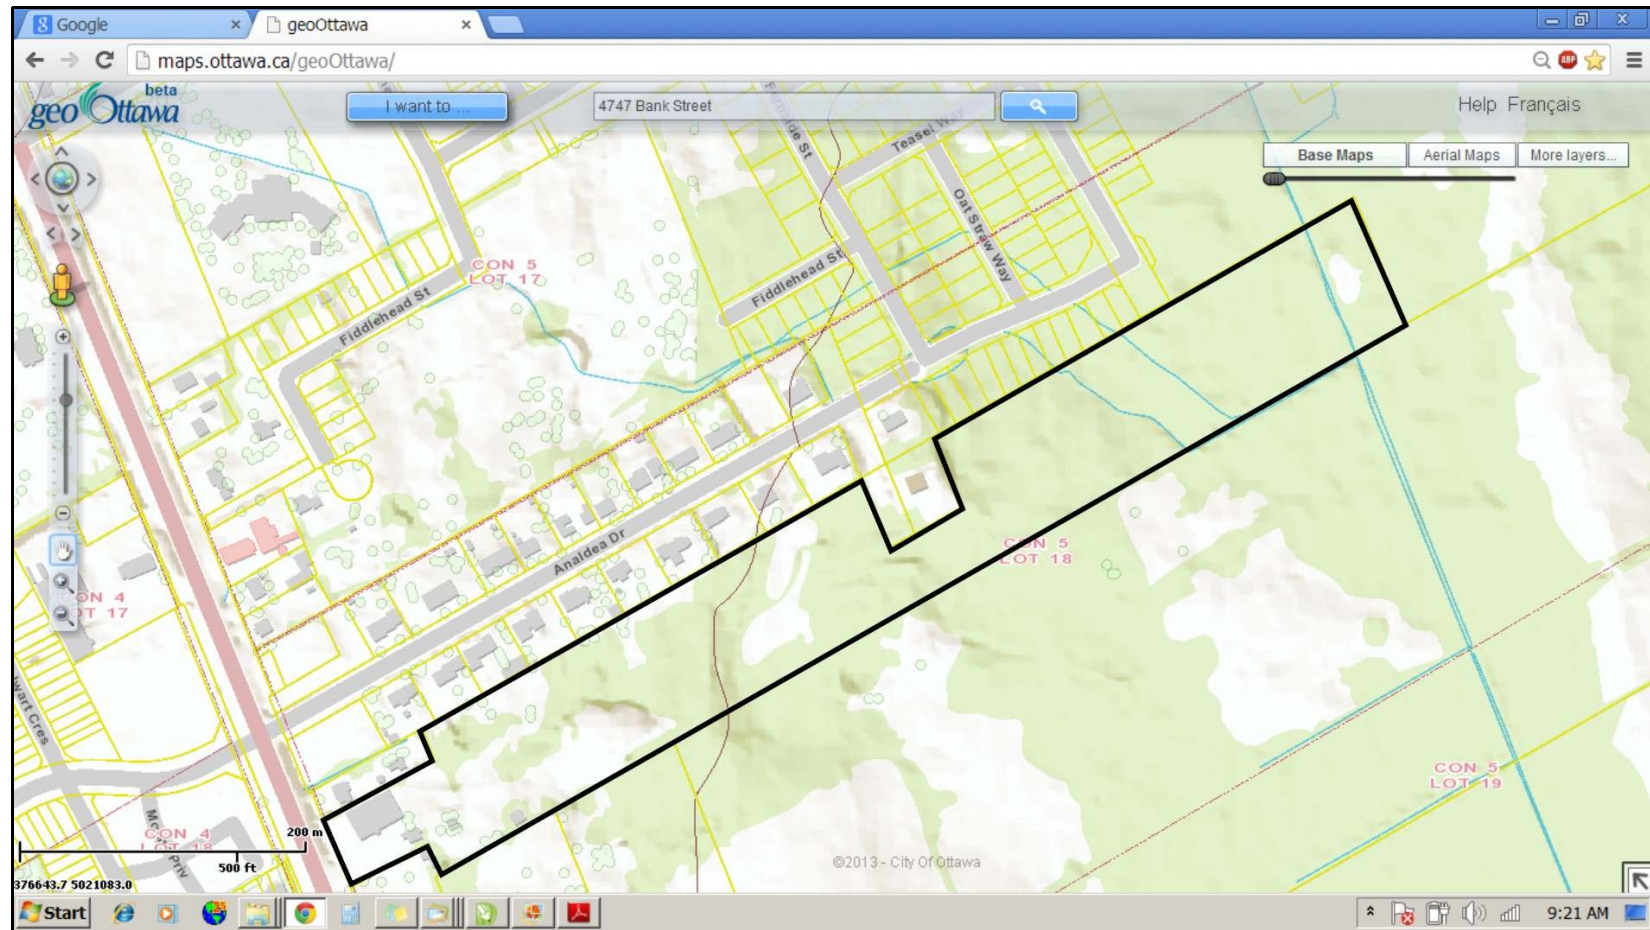 Google
geoOttawa
maps.ottawa.ca/geoOttawa/
ABP
beta
geoOttawa
I want to ...
4747 Bank Street
Help Français
Base Maps
Aerial Maps
More layers...
Teasel Way
Oat Straw Way
Fiddlehead St
CON 5
LOT 17
Fiddlehead St
Analdea Dr
CON 5
LOT 18
CON 5
LOT 19
CON 4
LOT 18
200 m
500 ft
©2013 - City Of Ottawa
376643.7 5021083.0
Start
9:21 AM